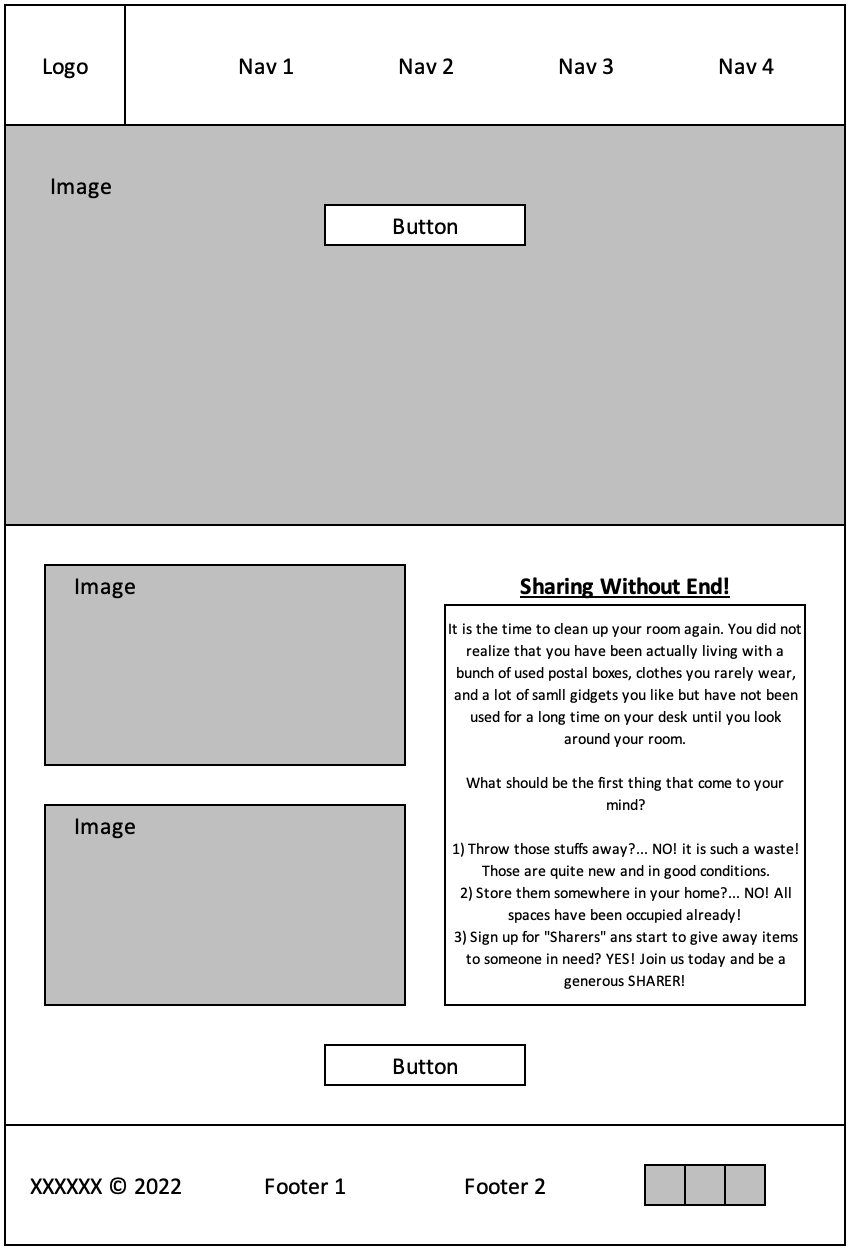 Logo
Nav 1
Nav 2
Nav 3
Nav 4
Image
Button
Image
Image
Sharing Without End!
It is the time to clean up your room again. You did not
realize that you have been actually living with a
bunch of used postal boxes, clothes you rarely wear,
and a lot of samll gidgets you like but have not been
used for a long time on your desk until you look
around your room.
What should be the first thing that come to your
mind?
1) Throw those stuffs away?... NO! it is such a waste!
Those are quite new and in good conditions.
2) Store them somewhere in your home?... NO! All
spaces have been occupied already!
3) Sign up for "Sharers" ans start to give away items
to someone in need? YES! Join us today and be a
generous SHARER!
Button
XXXXXX © 2022
Footer 1
Footer 2